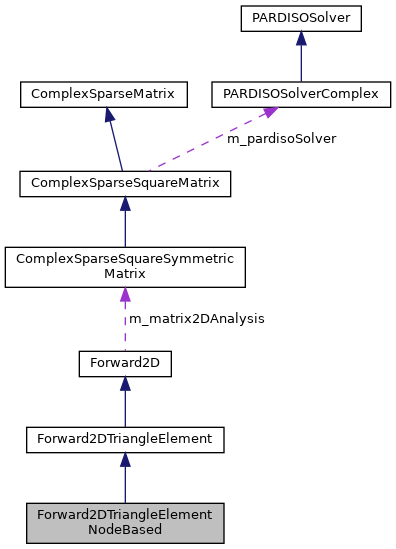 PARDISOSolver
ComplexSparseMatrix
PARDISOSolverComplex
m_pardisoSolver
ComplexSparseSquareMatrix
ComplexSparseSquareSymmetric
Matrix
m_matrix2DAnalysis
Forward2D
Forward2DTriangleElement
Forward2DTriangleElement
NodeBased